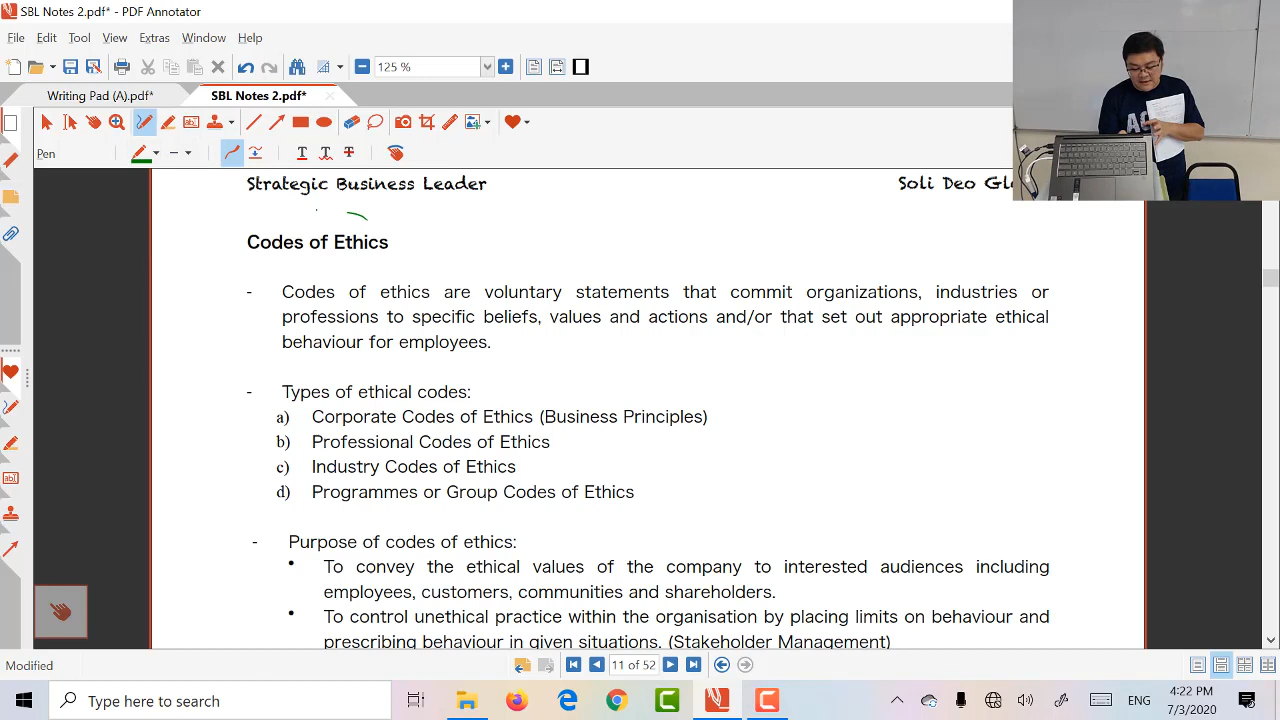 SBL Notes 2.pdf* - PDF Annotator
File Edit Tool View Extras Window Help
125 %
Writing Pad (A).pdf* SBL Notes 2.pdf*
Pen
Strategic Business Leader Soli Deo Glo
Codes of Ethics
- Codes of ethics are voluntary statements that commit organizations, industries or
professions to specific beliefs, values and actions and/or that set out appropriate ethical
behaviour for employees.
- Types of ethical codes:
a) Corporate Codes of Ethics (Business Principles)
b) Professional Codes of Ethics
c) Industry Codes of Ethics
d) Programmes or Group Codes of Ethics
- Purpose of codes of ethics:
• To convey the ethical values of the company to interested audiences including
employees, customers, communities and shareholders.
• To control unethical practice within the organisation by placing limits on behaviour and
prescribing behaviour in given situations. (Stakeholder Management)
Modified 11 of 52
Type here to search ENG 4:22 PM
7/3/2020